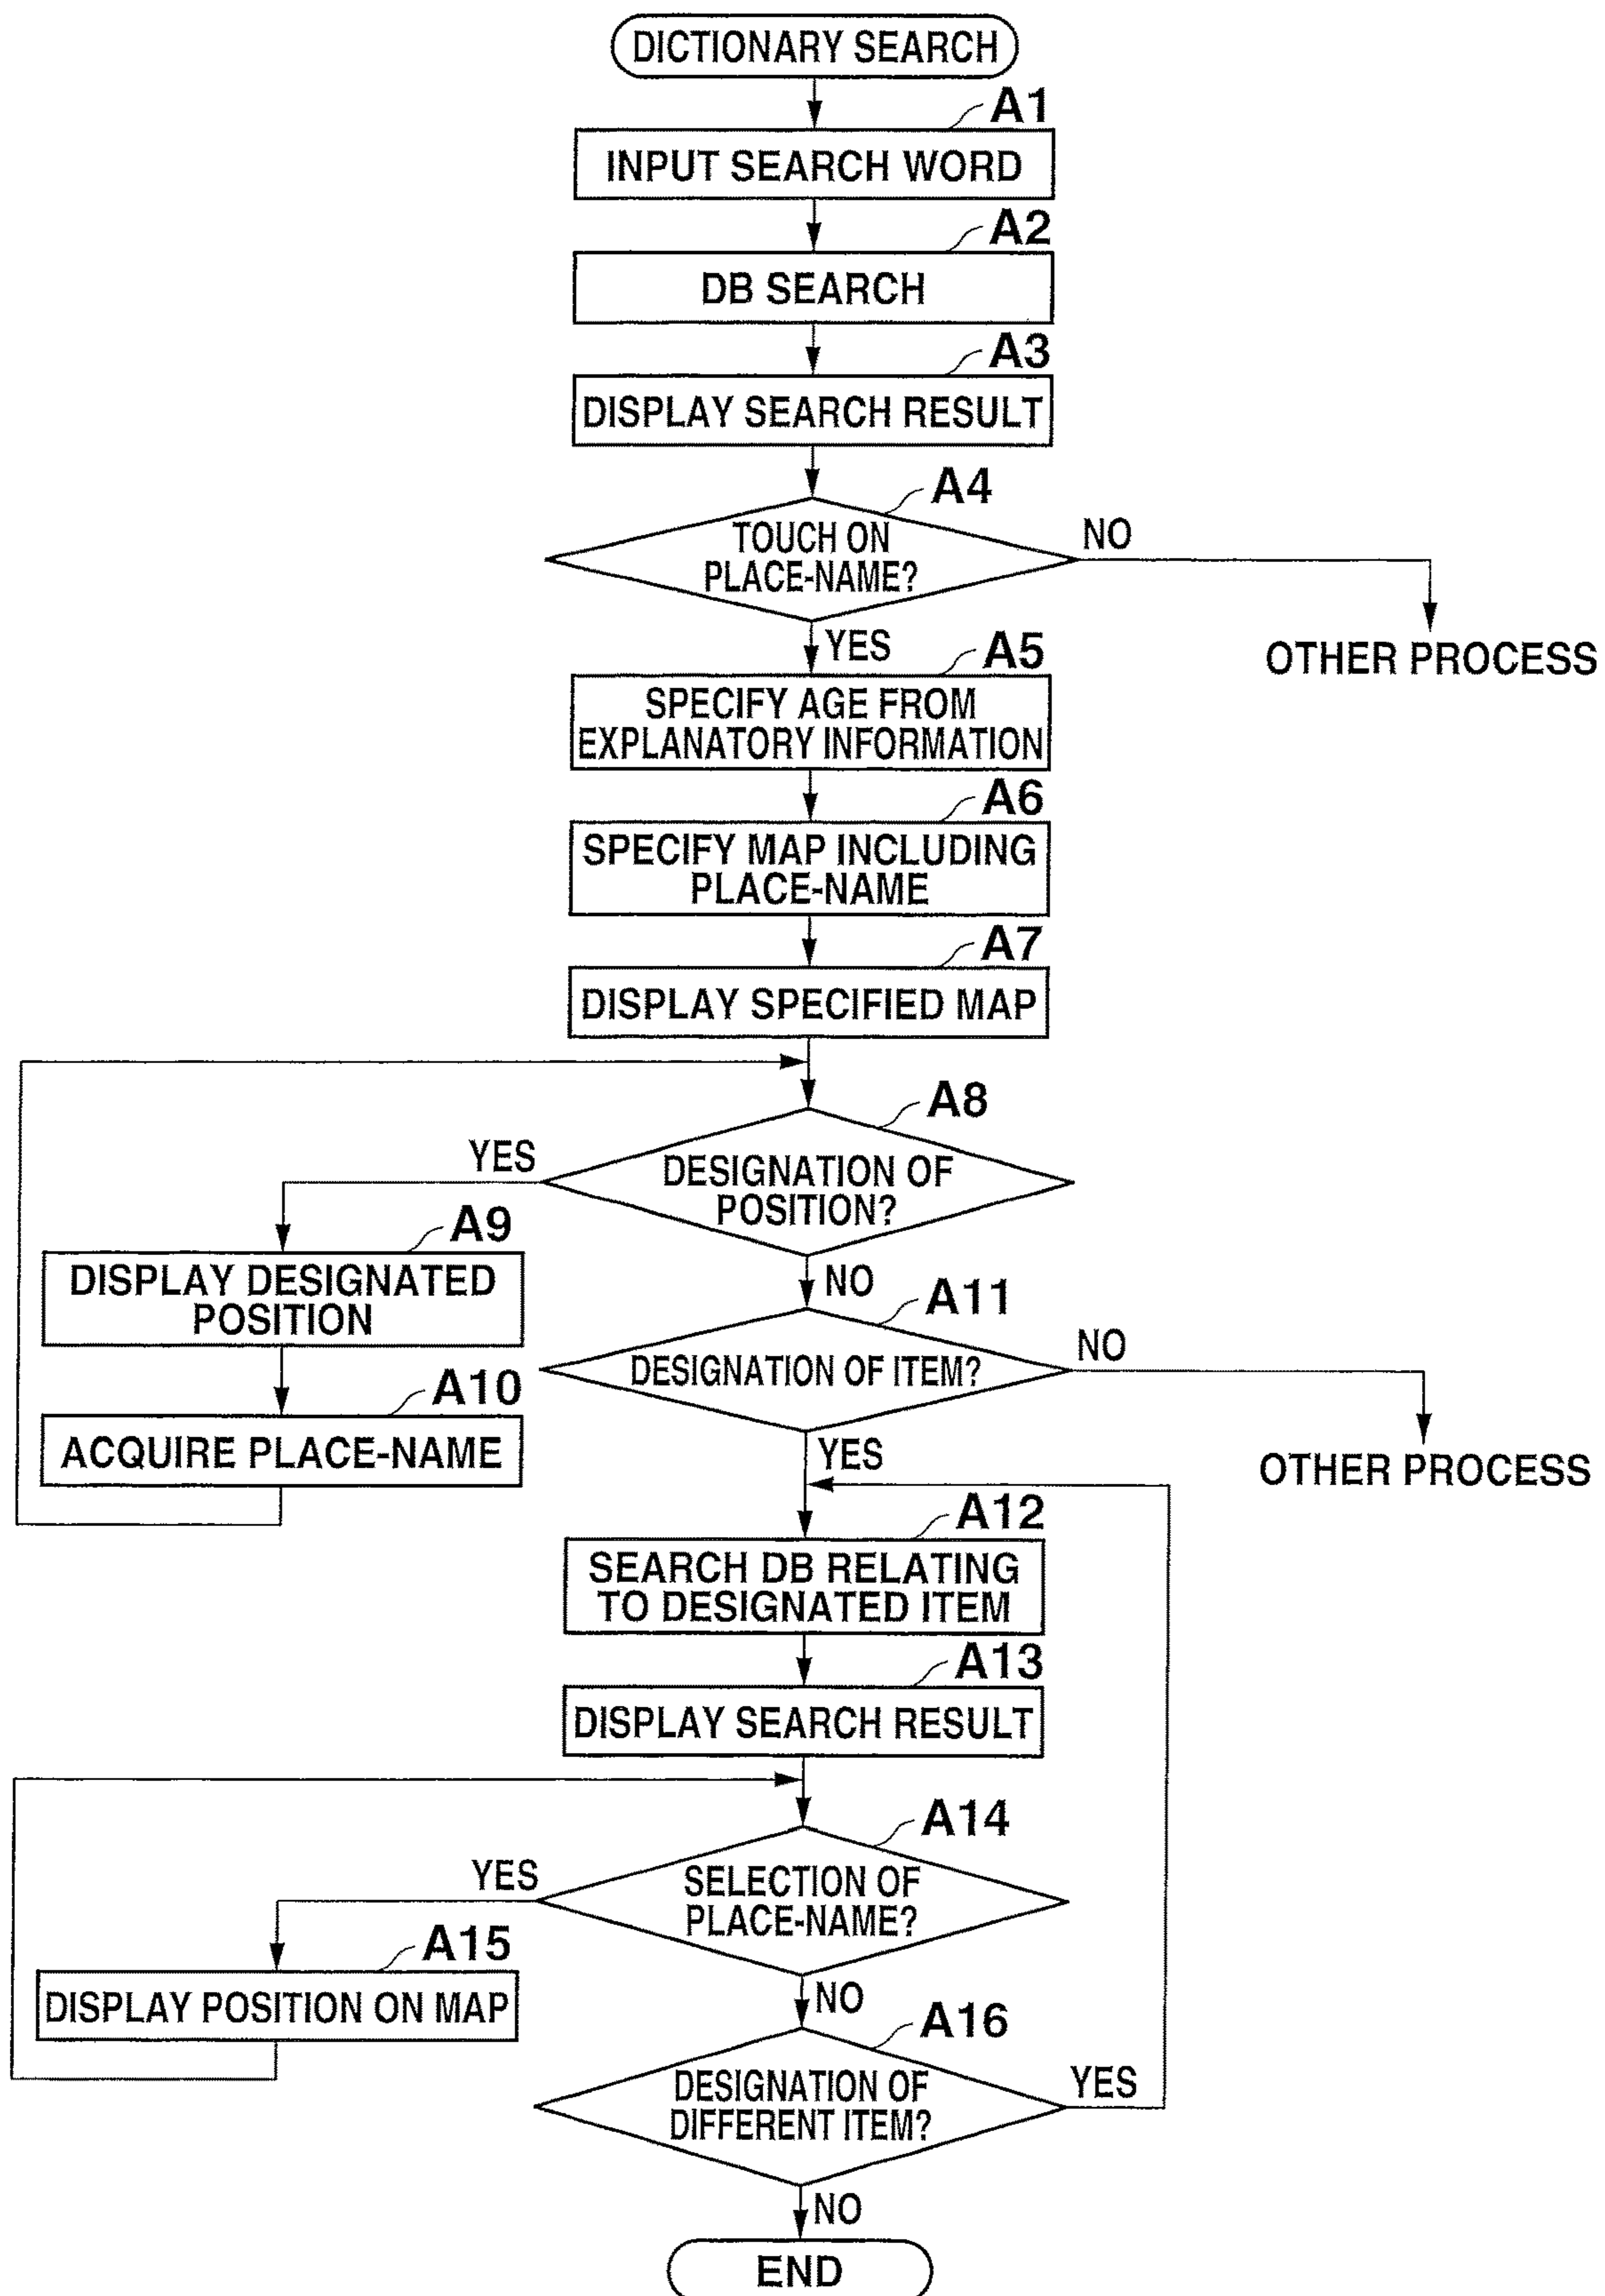 DICTIONARY SEARCH
A1
INPUT SEARCH WORD
A2
DB SEARCH
A3
DISPLAY SEARCH RESULT
A4
TOUCH ON
PLACE-NAME?
NO
OTHER PROCESS
YES
A5
SPECIFY AGE FROM
EXPLANATORY INFORMATION
A6
SPECIFY MAP INCLUDING
PLACE-NAME
A7
DISPLAY SPECIFIED MAP
A8
DESIGNATION OF
POSITION?
YES
A9
DISPLAY DESIGNATED
POSITION
A10
ACQUIRE PLACE-NAME
NO
A11
DESIGNATION OF ITEM?
NO
OTHER PROCESS
YES
A12
SEARCH DB RELATING
TO DESIGNATED ITEM
A13
DISPLAY SEARCH RESULT
A14
SELECTION OF
PLACE-NAME?
YES
A15
DISPLAY POSITION ON MAP
NO
A16
DESIGNATION OF
DIFFERENT ITEM?
YES
NO
END